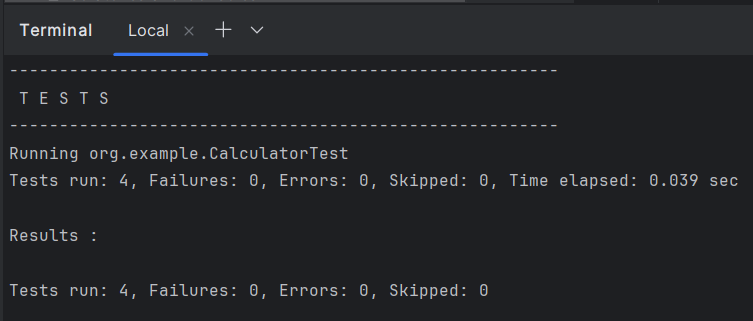 Terminal Local
-------------------------------------------------------
T E S T S
-------------------------------------------------------
Running org.example.CalculatorTest
Tests run: 4, Failures: 0, Errors: 0, Skipped: 0, Time elapsed: 0.039 sec
Results :
Tests run: 4, Failures: 0, Errors: 0, Skipped: 0